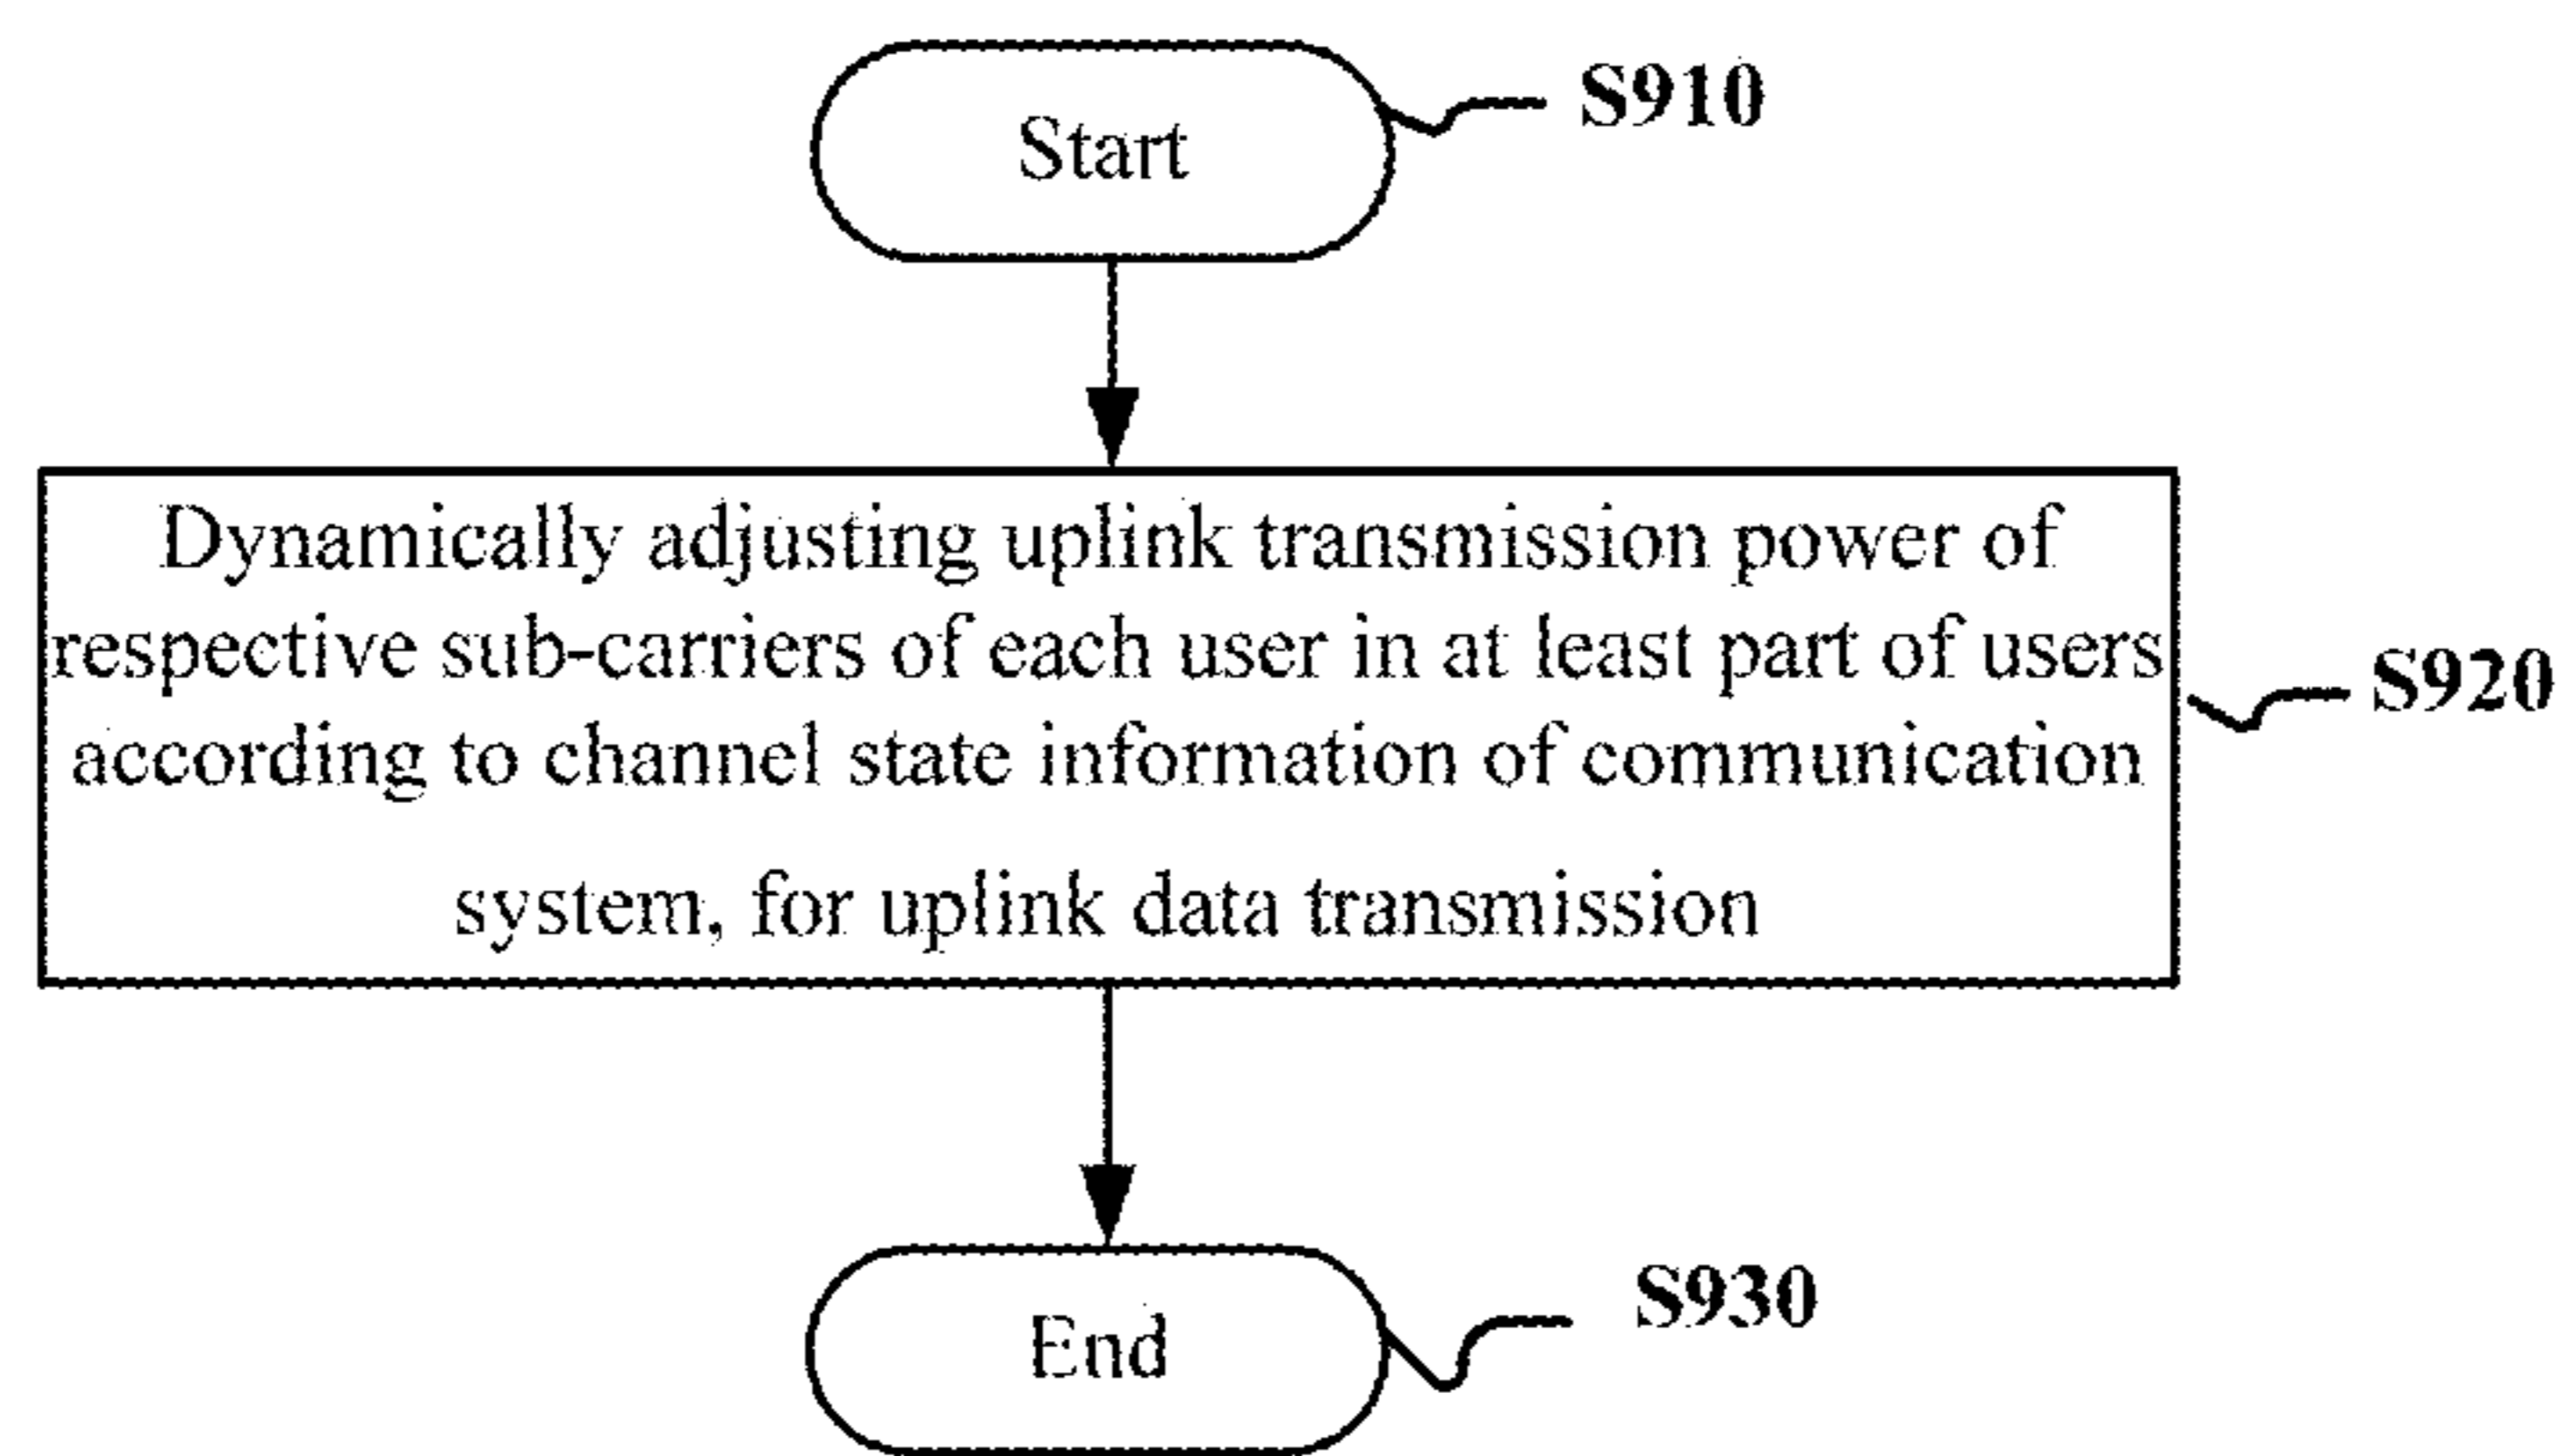 Start
S910
Dynamically adjusting uplink transmission power of
respective sub-carriers of each user in at least part of users
according to channel state information of communication
system, for uplink data transmission
S920
End
S930